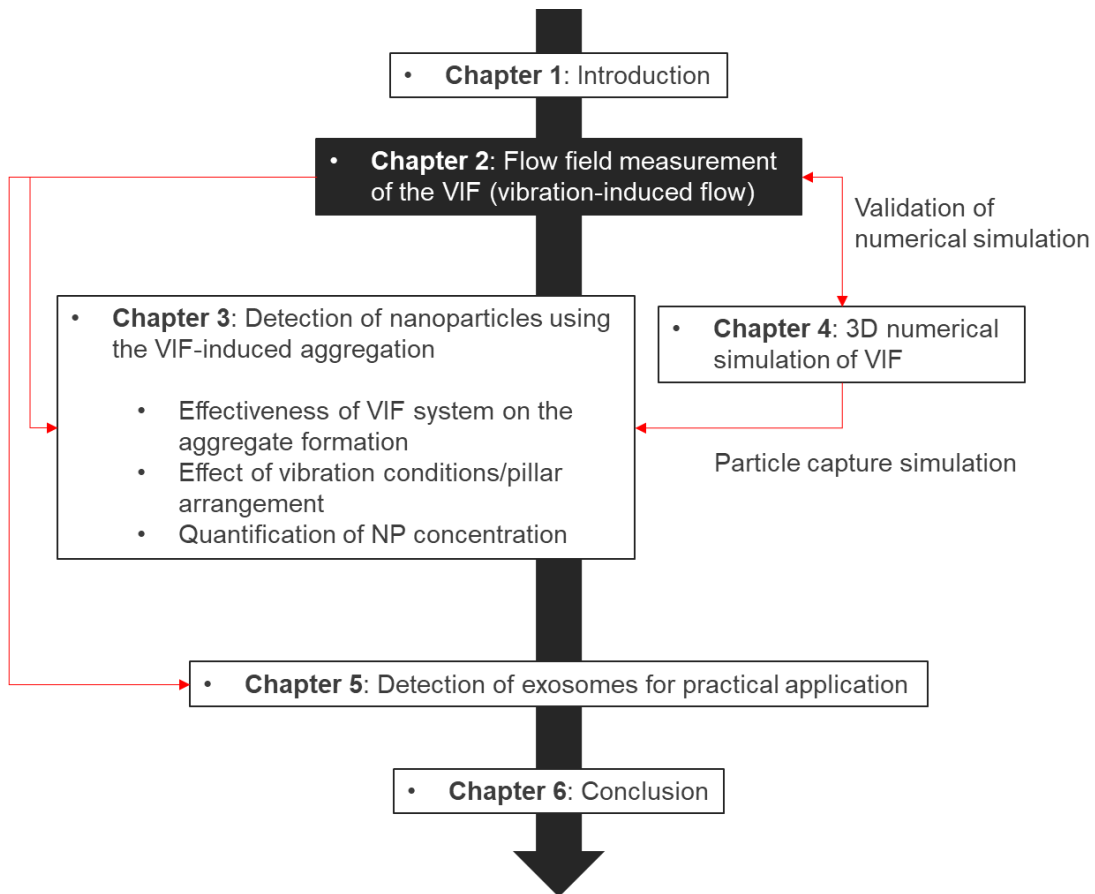 • Chapter 1: Introduction
• Chapter 2: Flow field measurement
of the VIF (vibration-induced flow)
Validation of
numerical simulation
• Chapter 3: Detection of nanoparticles using
the VIF-induced aggregation
• Effectiveness of VIF system on the
aggregate formation
• Effect of vibration conditions/pillar
arrangement
• Quantification of NP concentration
• Chapter 4: 3D numerical
simulation of VIF
Particle capture simulation
• Chapter 5: Detection of exosomes for practical application
• Chapter 6: Conclusion